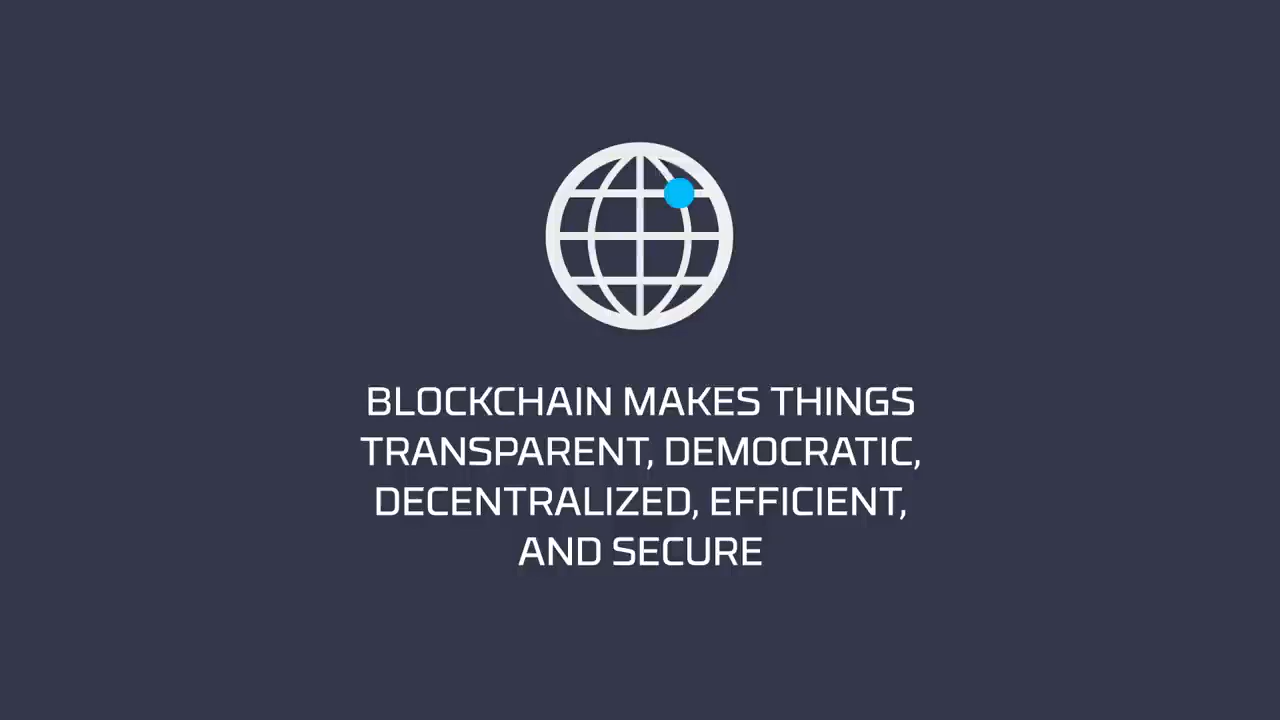 BLOCKCHAIN MAKES THINGS
TRANSPARENT, DEMOCRATIC,
DECENTRALIZED, EFFICIENT,
AND SECURE